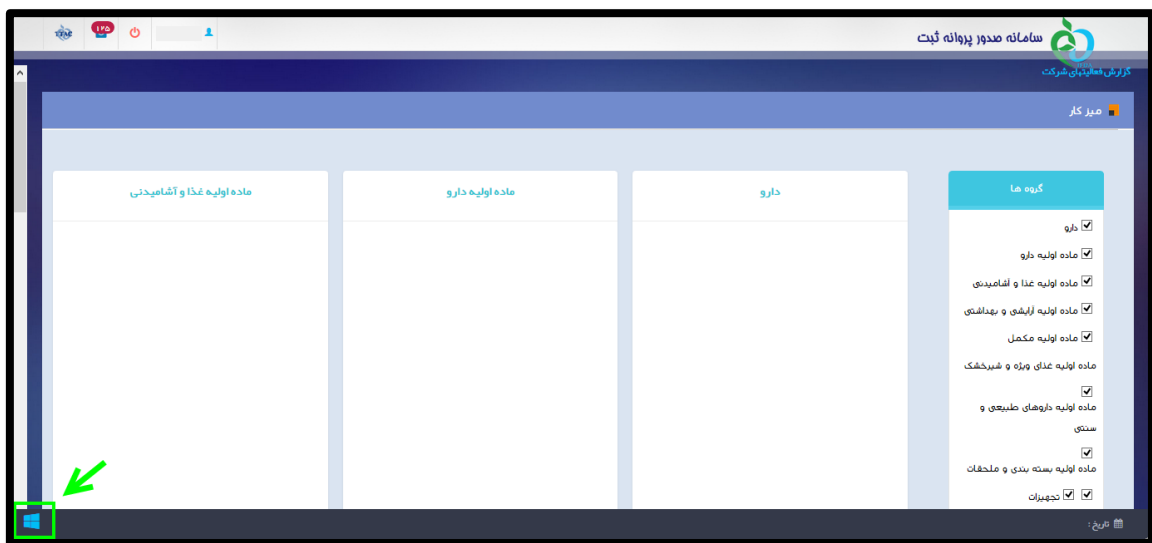 سامانه صدور پروانه ثبت
۱۲۵
TTAC
گزارش فعالیتهای شرکت
میز کار
گروه ها
دارو
ماده اولیه دارو
ماده اولیه غذا و آشامیدنی
دارو
ماده اولیه دارو
ماده اولیه غذا و آشامیدنی
ماده اولیه آرایشی و بهداشتی
ماده اولیه مکمل
ماده اولیه غذای ویژه و شیرخشک
ماده اولیه داروهای طبیعی و
سنتی
ماده اولیه بسته بندی و ملحقات
تجهیزات
تاریخ :